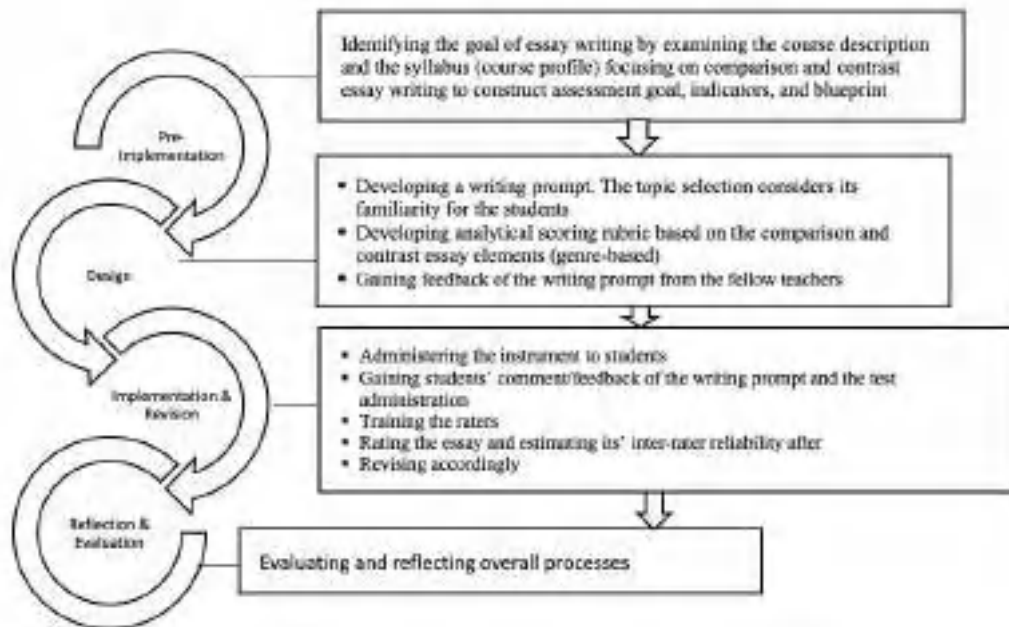 Identifying the goal of essay writing by examining the course description
and the syllabus (course profile) focusing on comparison and contrast
essay writing to construct assessment goal, indicators, and blueprint
Pre-
Implementation
• Developing a writing prompt. The topic selection considers its
familiarity for the students
• Developing analytical scoring rubric based on the comparison and
contrast essay elements (genre-based)
• Gaining feedback of the writing prompt from the fellow teachers
Design
• Administering the instrument to students
• Gaining students' comment/feedback of the writing prompt and the test
administration
• Training the raters
• Rating the essay and estimating its' inter-rater reliability after
• Revising accordingly
Implementation &
Revision
Reflection &
Evaluation
Evaluating and reflecting overall processes